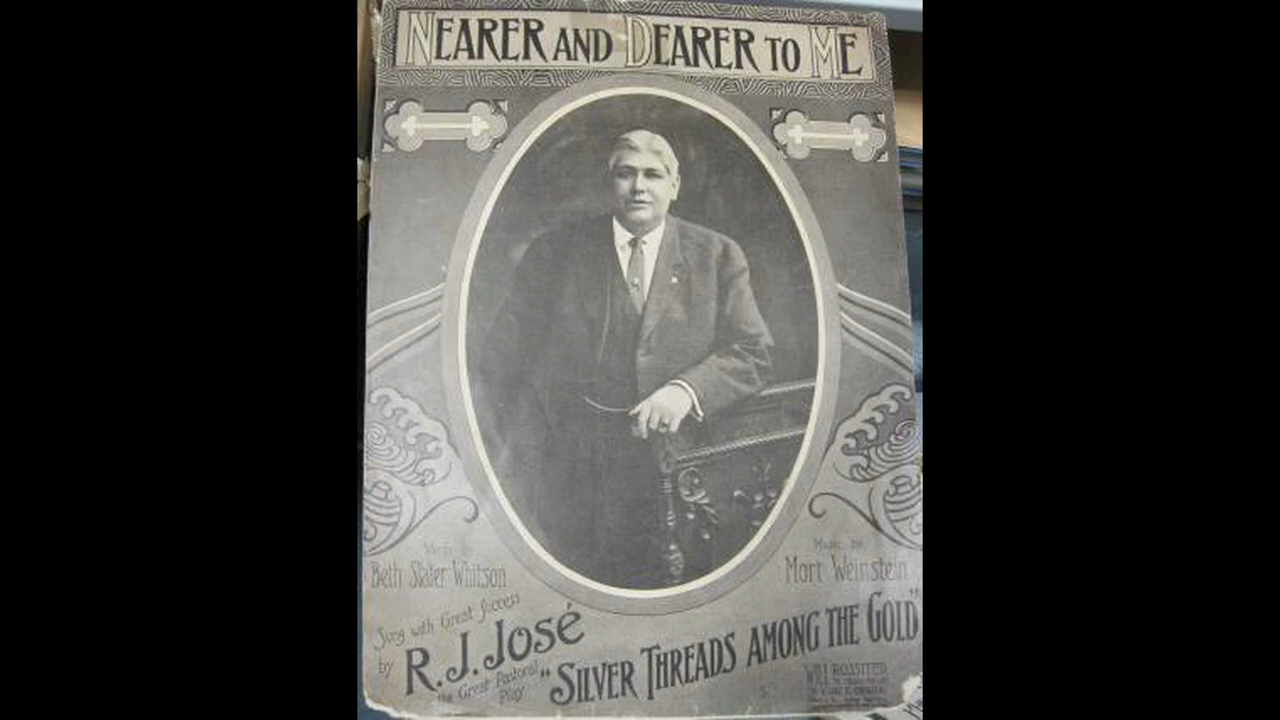 NEARER AND DEARER TO ME
Words by
Beth Slater Whitson
Music by
Mort Weinstein
Sung with Great Success
by R. J. JOSÉ
the Great Pastoral
Play "SILVER THREADS AMONG THE GOLD"
WILL ROSSITER